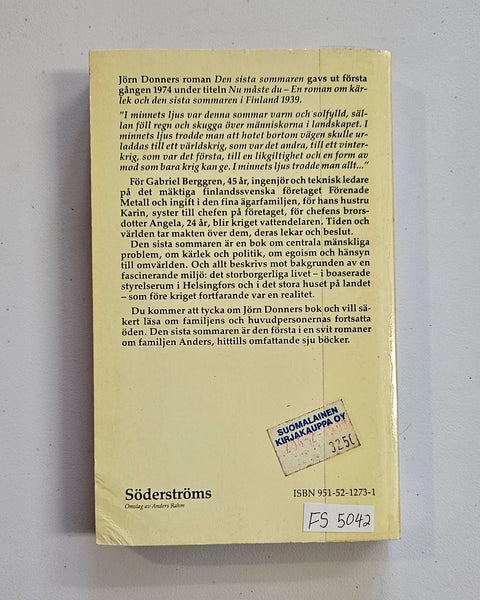 Jörn Donners roman Den sista sommaren gavs ut första
gången 1974 under titeln Nu måste du – En roman om kär-
lek och den sista sommaren i Finland 1939.
"I minnets ljus var denna sommar varm och solfylld, säl-
lan föll regn och skugga över människorna i landskapet. I
minnets ljus trodde man att hotet bortom vägen skulle ur-
laddas till ett världskrig, som var det andra, till ett vinter-
krig, som var det första, till en likgiltighet och en form av
mod som bara krig kan ge. I minnets ljus trodde man allt..."
För Gabriel Berggren, 45 år, ingenjör och teknisk ledare
på det mäktiga finlandssvenska företaget Förenade
Metall och ingift i den fina ägarfamiljen, för hans hustru
Karin, syster till chefen på företaget, för chefens brors-
dotter Angela, 24 år, blir kriget vattendelaren. Tiden och
världen tar makten över dem, deras lekar och beslut.
Den sista sommaren är en bok om centrala mänskliga
problem, om kärlek och politik, om egoism och hänsyn
till omvärlden. Och allt beskrivs mot bakgrunden av en
fascinerande miljö: det storborgerliga livet – i boaserade
styrelserum i Helsingfors och i det stora huset på landet
– som före kriget fortfarande var en realitet.
Du kommer att tycka om Jörn Donners bok och vill sä-
kert läsa om familjens och huvudpersonernas fortsatta
öden. Den sista sommaren är den första i en svit romaner
om familjen Anders, hittills omfattande sju böcker.
SUOMALAINEN
KIRJAKAUPPA OY
3250
Söderströms
Omslag av Anders Rahm
ISBN 951-52-1273-1
FS 5042